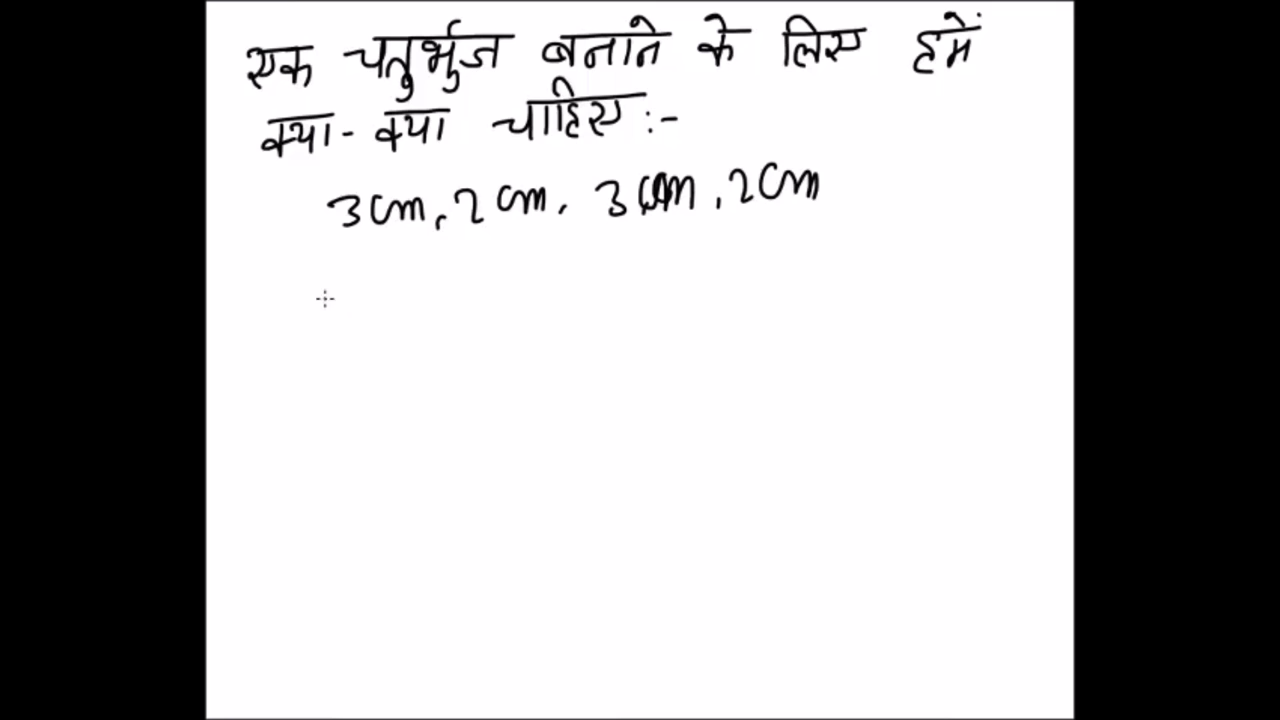 एक चतुर्भुज बनाने के लिए हमें
क्या- क्या चाहिए :-
3cm, 2cm, 3cm, 2cm